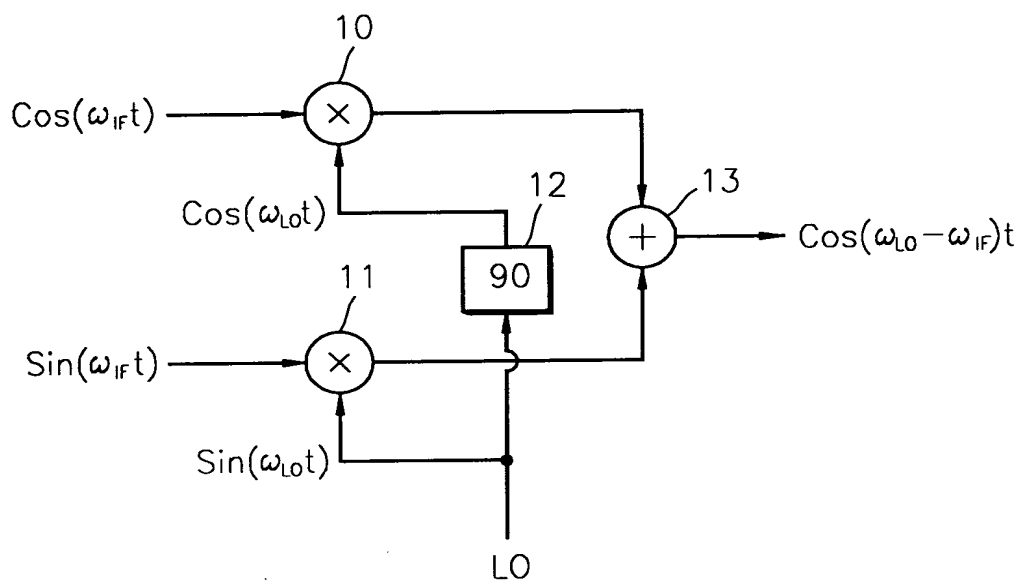 10
Cos(ωIFt)
×
Cos(ωLOt)
12
13
+
Cos(ωLO−ωIF)t
90
11
Sin(ωIFt)
×
Sin(ωLOt)
LO